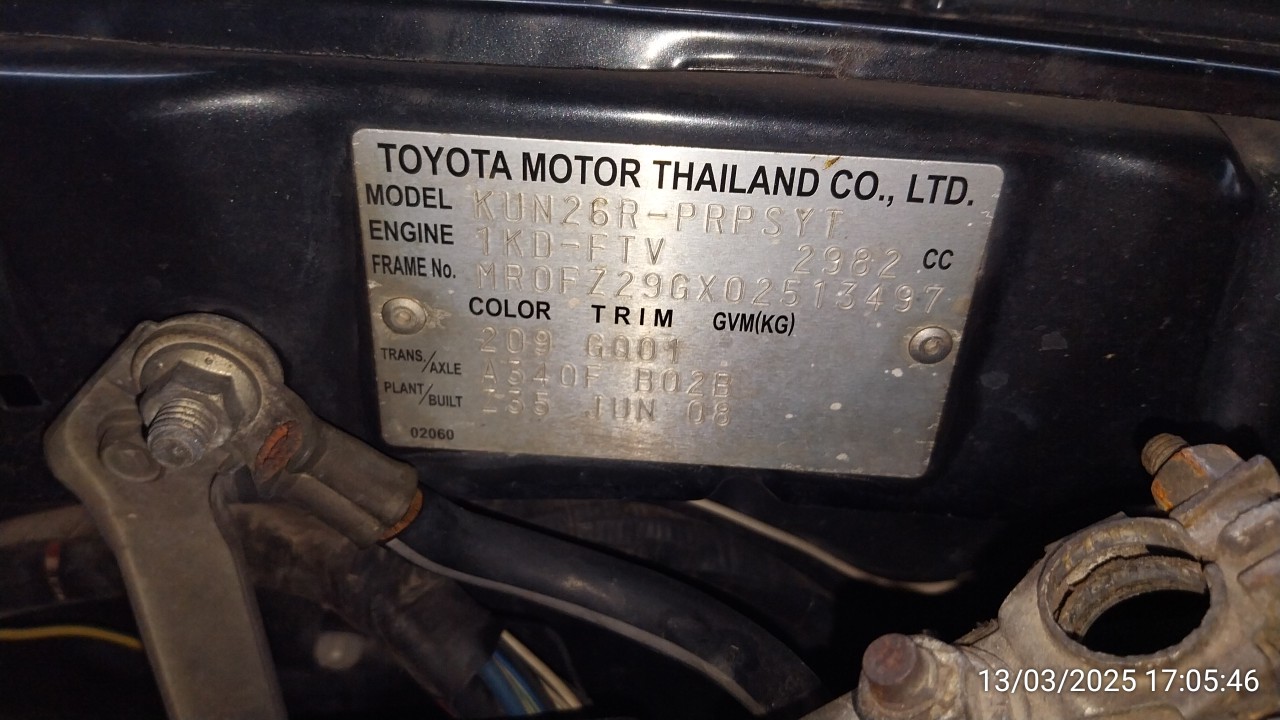 TOYOTA MOTOR THAILAND CO., LTD.
MODEL KUN26R-PRPSYT
ENGINE 1KD-FTV 2982 CC
FRAME No. MR0FZ29GX02513497
COLOR TRIM GVM(KG)
209 GQ01
TRANS./AXLE A340F B02B
PLANT/BUILT -35 JUN 08
02060
13/03/2025 17:05:46